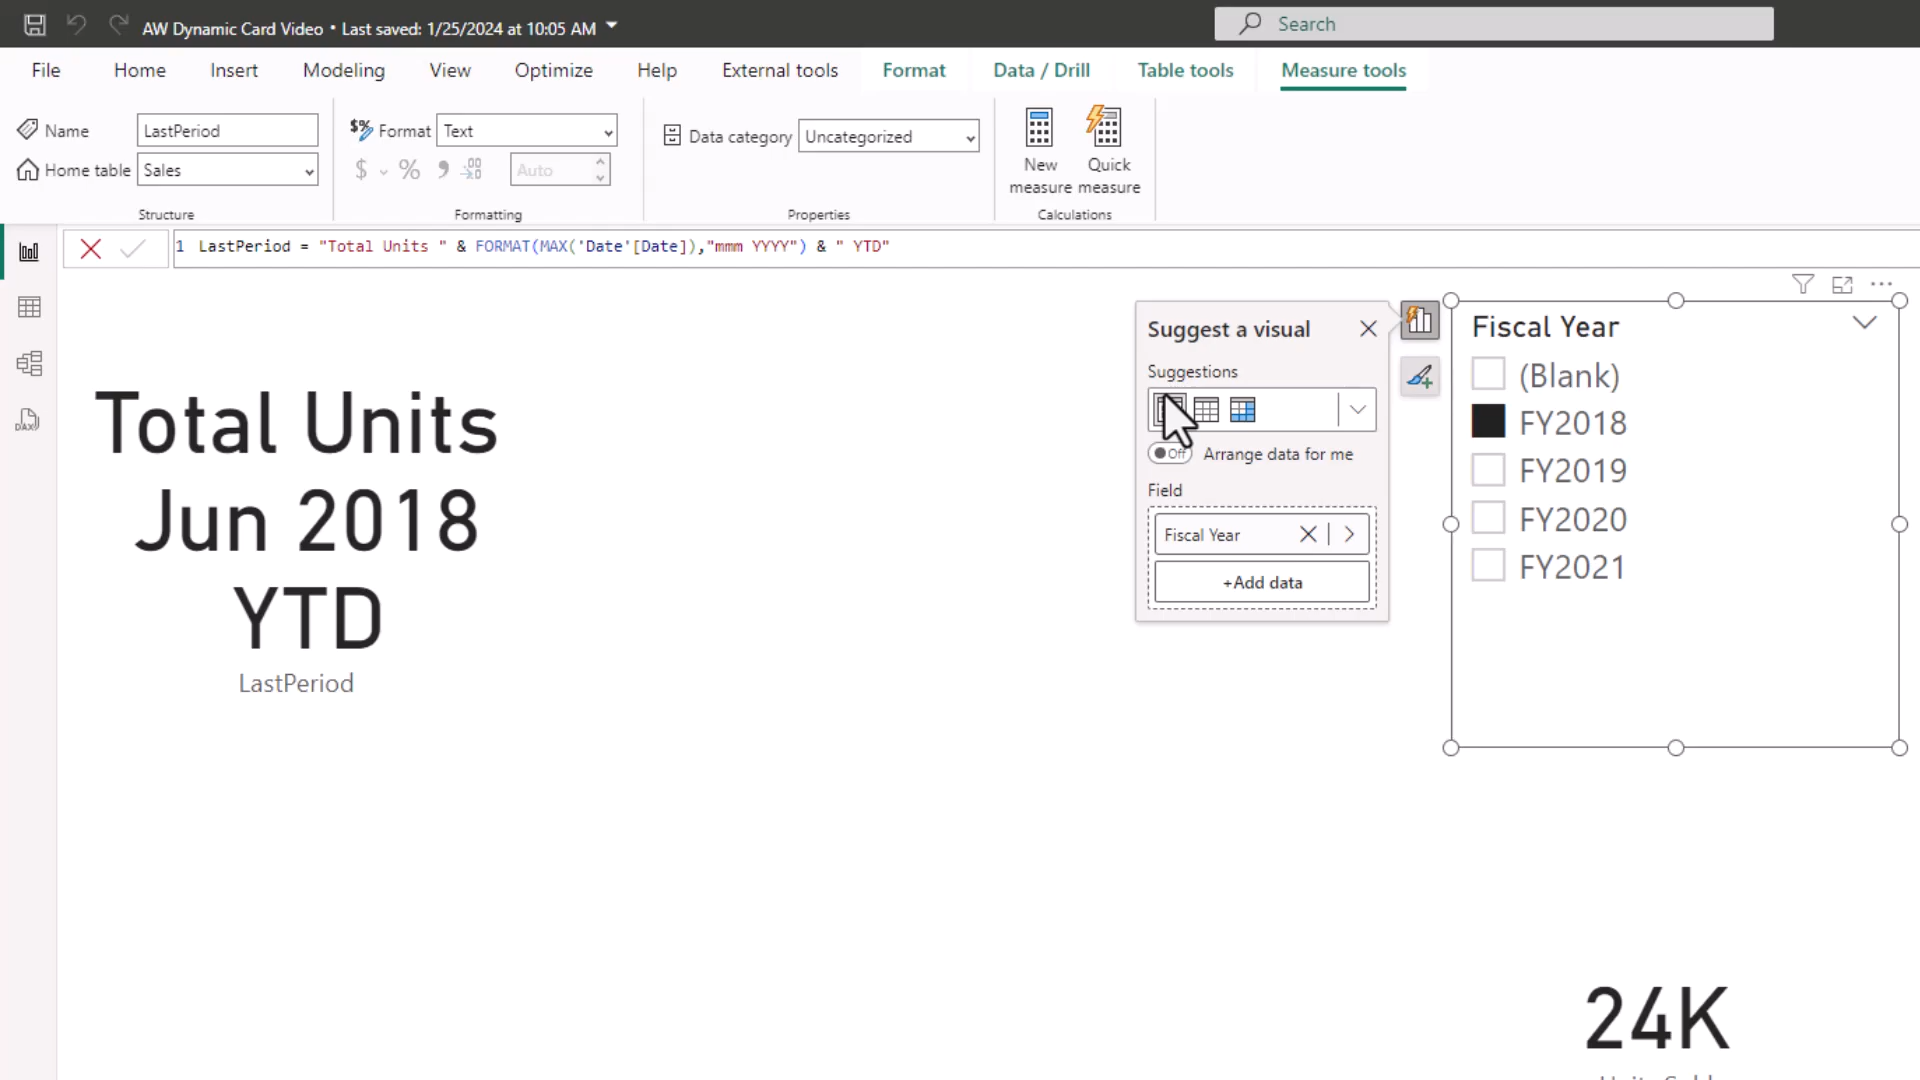 AW Dynamic Card Video • Last saved: 1/25/2024 at 10:05 AM
Search
File Home Insert Modeling View Optimize Help External tools Format Data / Drill Table tools Measure tools
Name LastPeriod
$% Format Text
Data category Uncategorized
Home table Sales
$ % 9 .00 Auto
New measure
Quick measure
Structure Formatting Properties Calculations
1 LastPeriod = "Total Units " & FORMAT(MAX('Date'[Date]),"mmm YYYY") & " YTD"
DAX
Total Units
Jun 2018
YTD
LastPeriod
Suggest a visual
Suggestions
Off Arrange data for me
Field
Fiscal Year
+Add data
Fiscal Year
(Blank)
FY2018
FY2019
FY2020
FY2021
24K